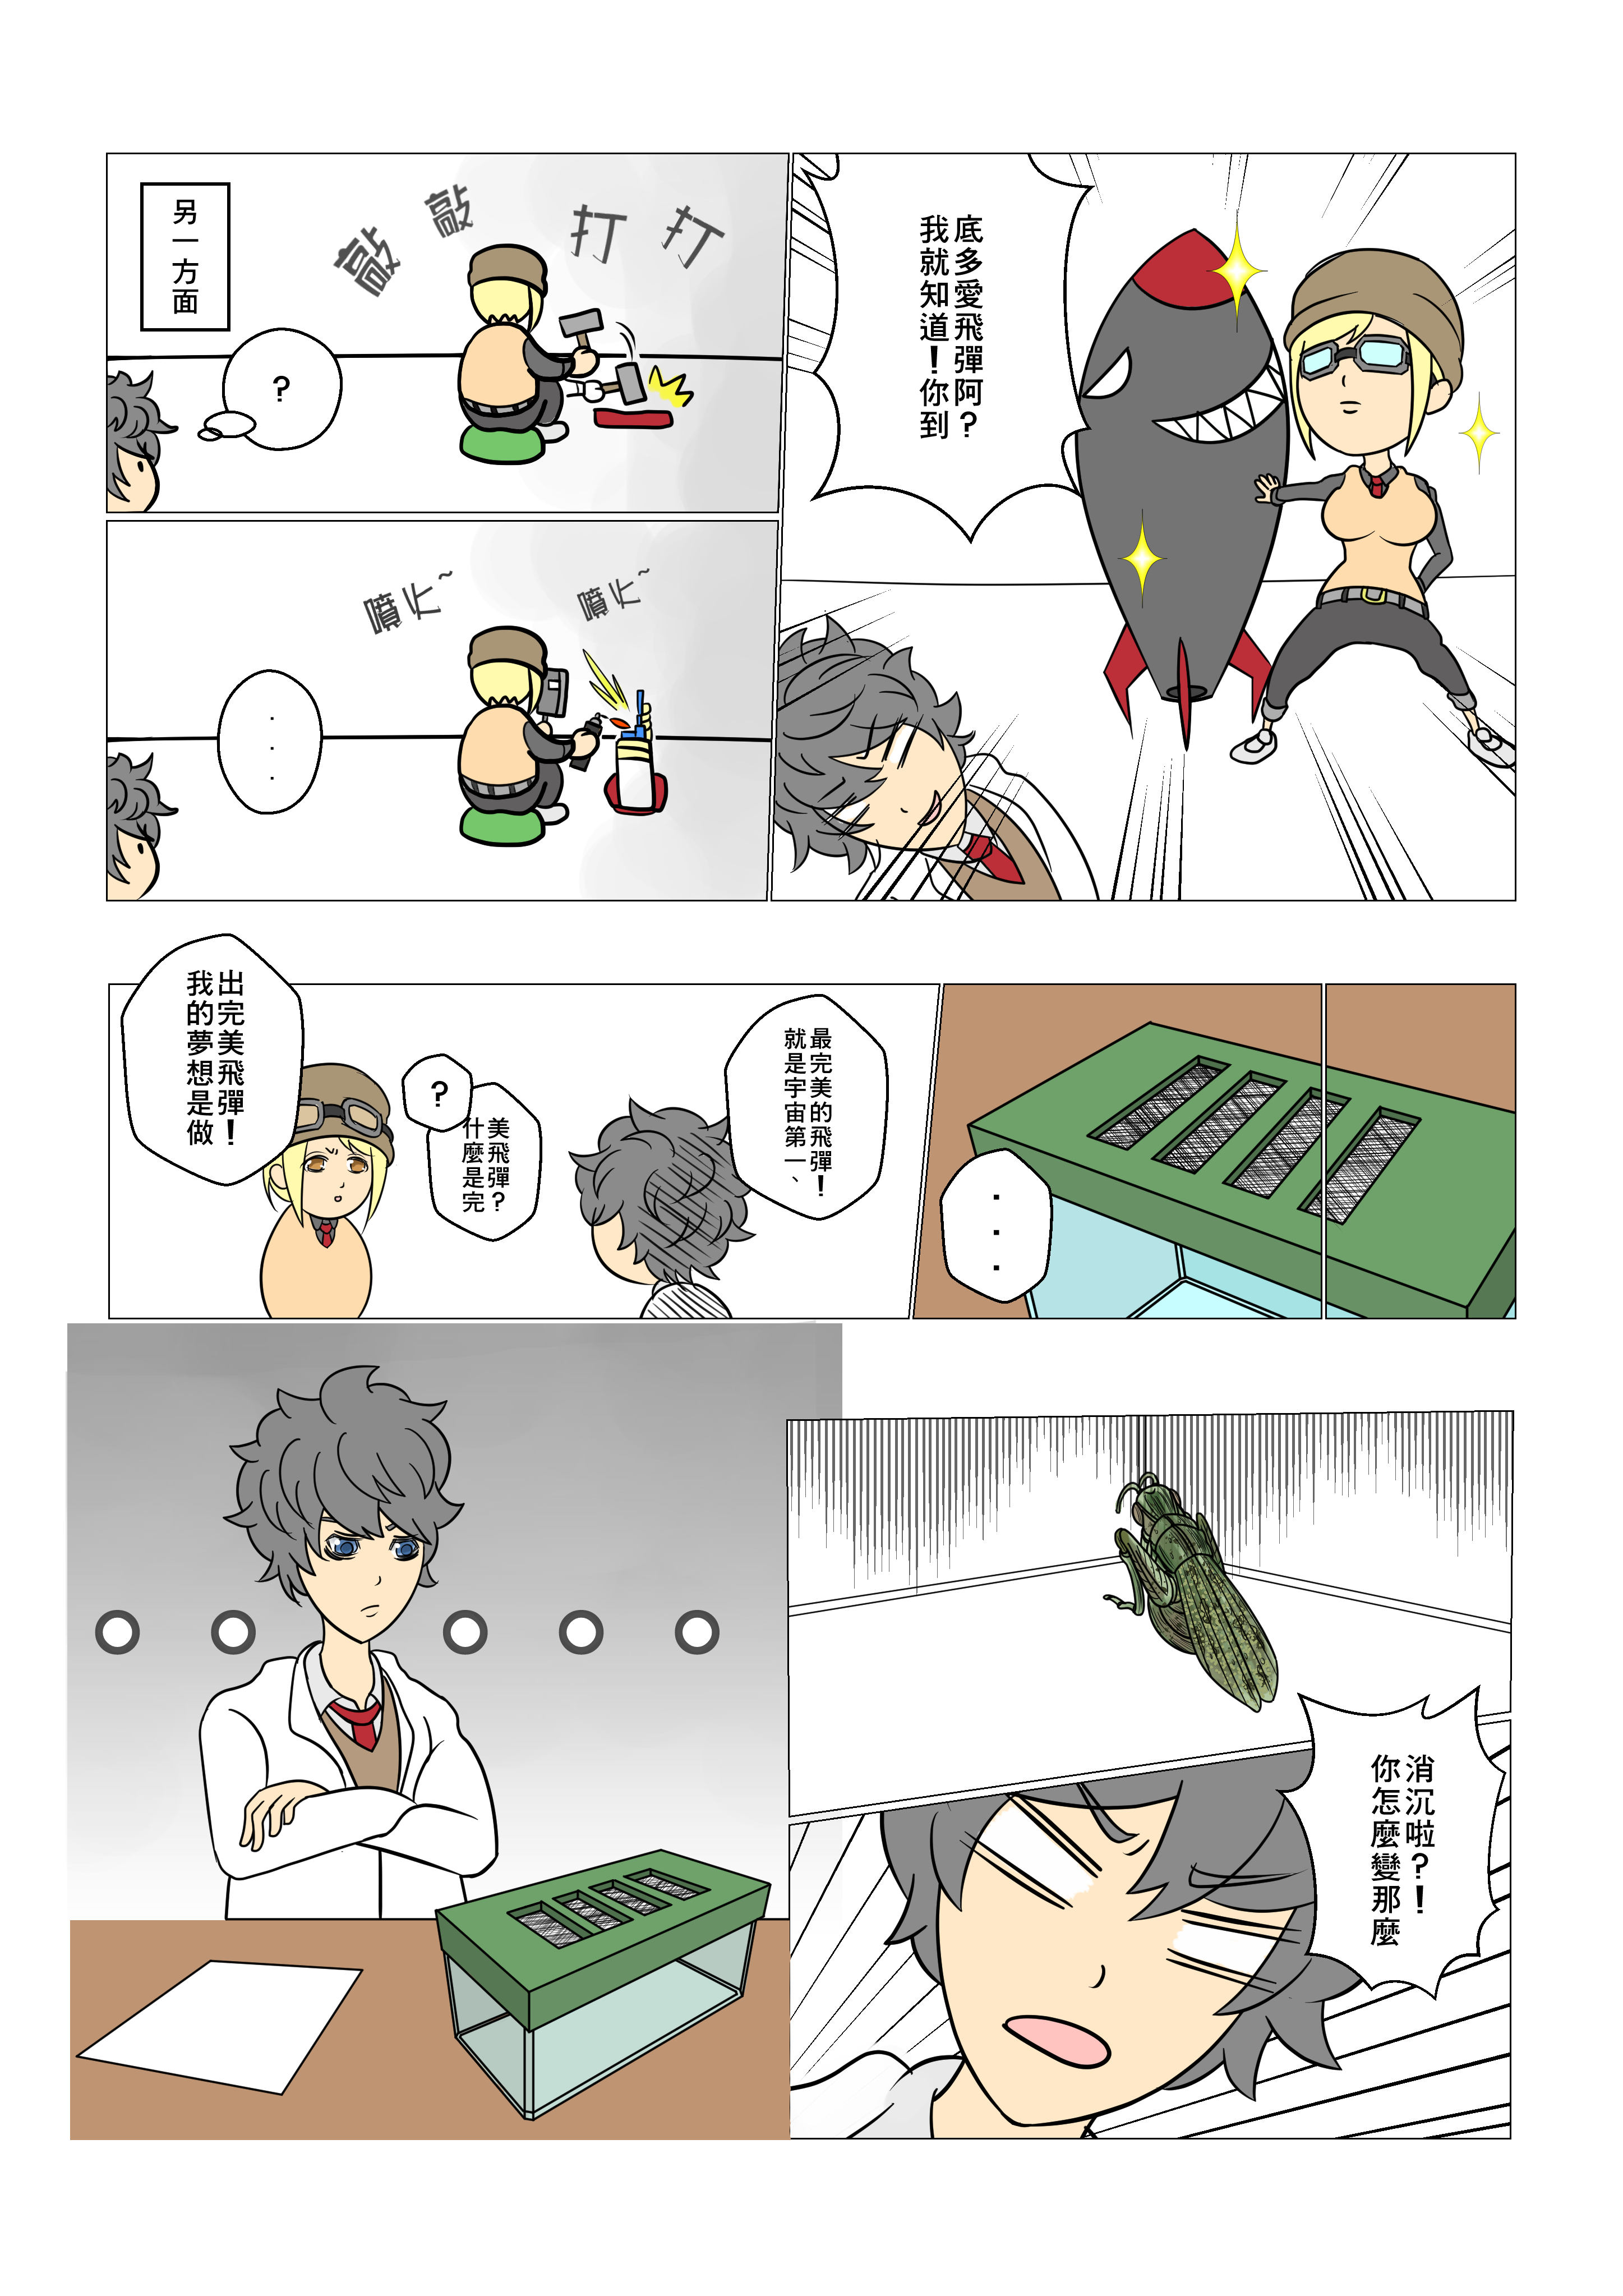 另一方面
敲敲打打
?
噴火~
噴火~
...
我就知道！你到
底多愛飛彈阿？
我的夢想是做
出完美飛彈！
?
什麼是完
美飛彈？
就是宇宙第一、
最完美的飛彈！
...
你怎麼變那麼
消沉啦？！